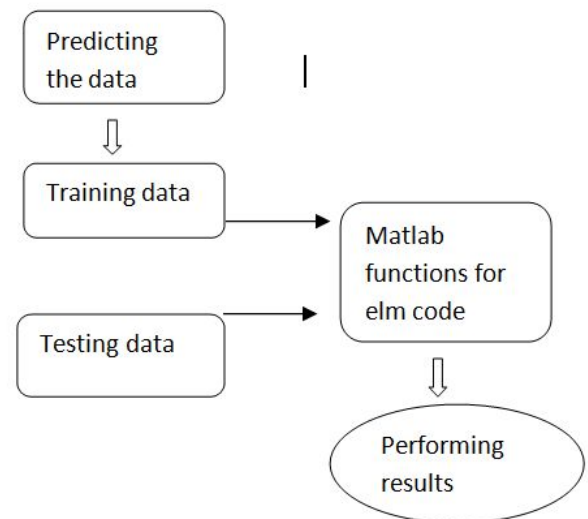 Predicting
the data
Training data
Matlab
functions for
elm code
Testing data
Performing
results